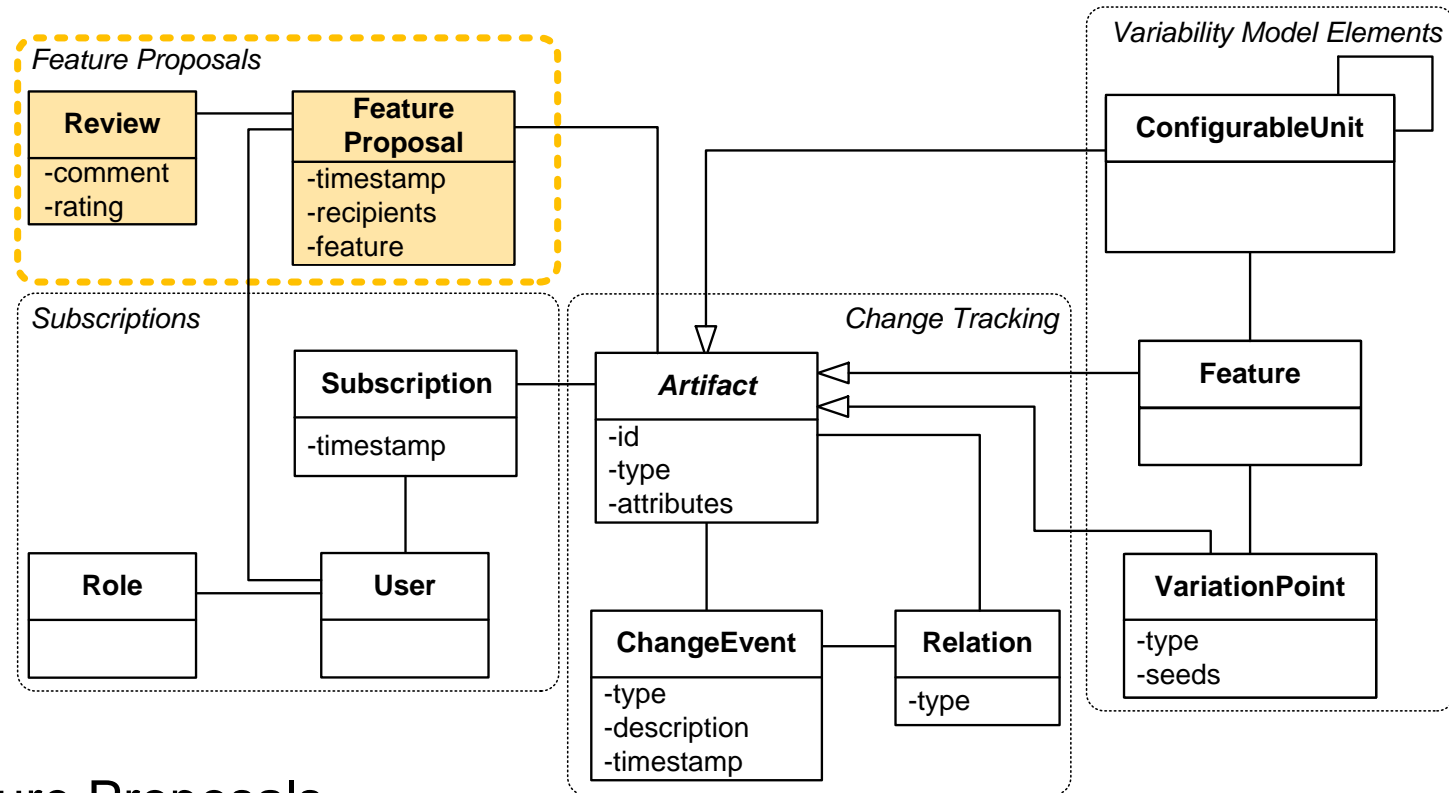 Feature Proposals
Review
-comment
-rating
Feature
Proposal
-timestamp
-recipients
-feature
Subscriptions
Subscription
-timestamp
Role
User
Change Tracking
Artifact
-id
-type
-attributes
ChangeEvent
-type
-description
-timestamp
Relation
-type
Variability Model Elements
ConfigurableUnit
Feature
VariationPoint
-type
-seeds